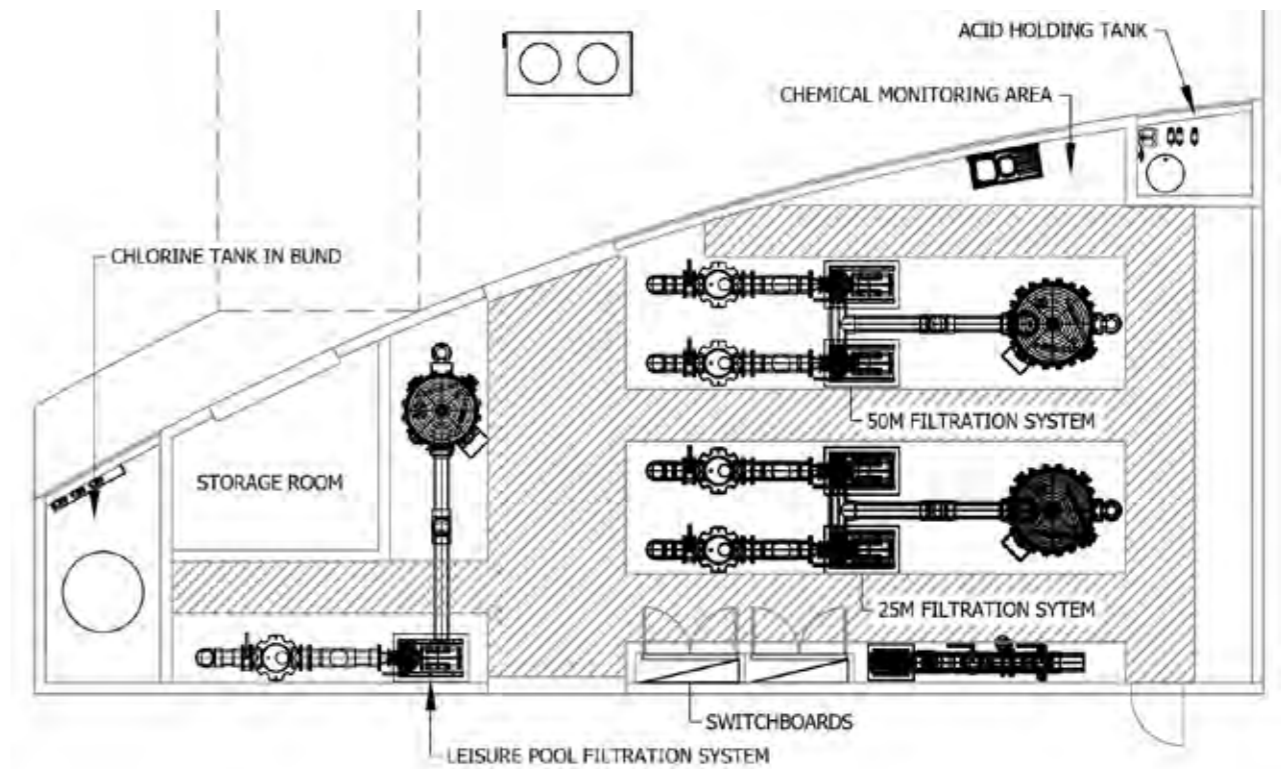 ACID HOLDING TANK
CHEMICAL MONITORING AREA
CHLORINE TANK IN BUND
50M FILTRATION SYSTEM
STORAGE ROOM
25M FILTRATION SYTEM
SWITCHBOARDS
LEISURE POOL FILTRATION SYSTEM